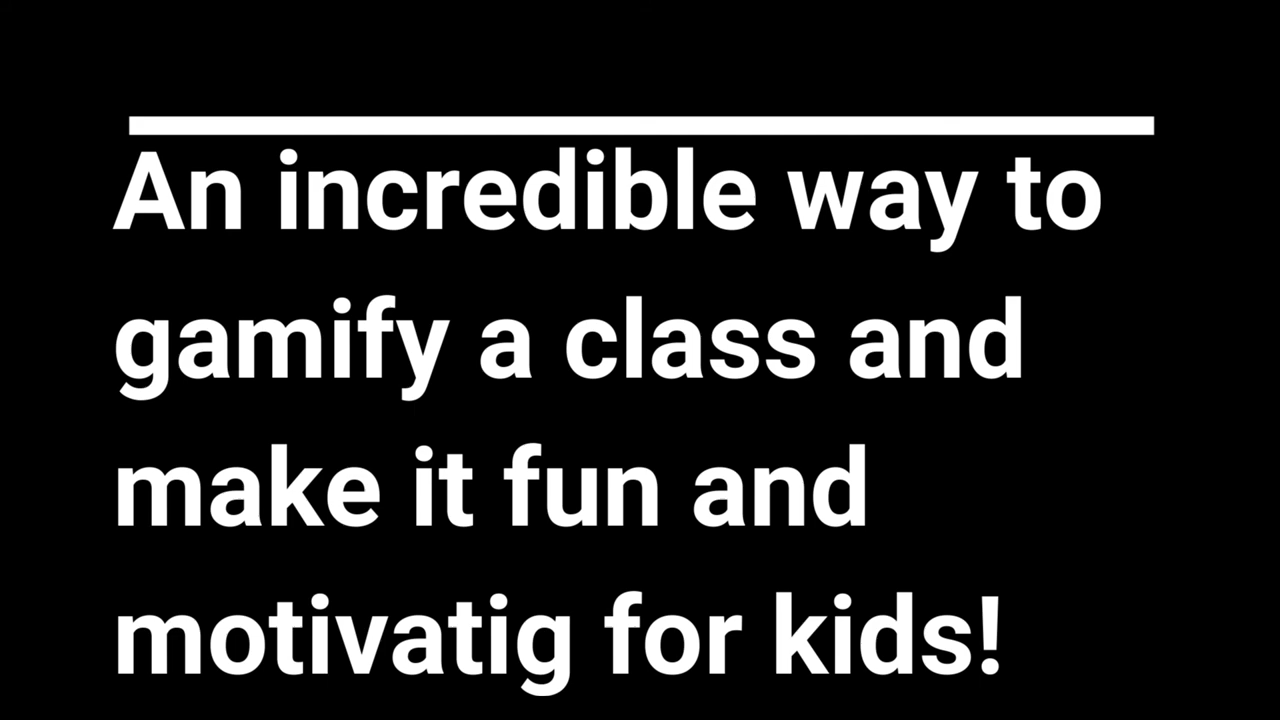 An incredible way to
gamify a class and
make it fun and
motivatig for kids!